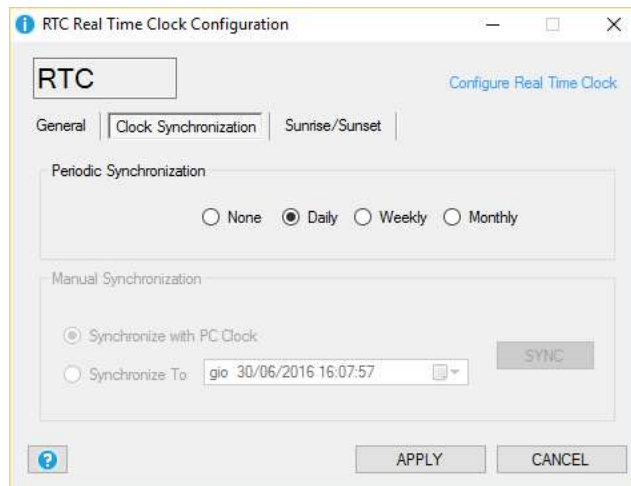 RTC Real Time Clock Configuration
RTC
Configure Real Time Clock
General Clock Synchronization Sunrise/Sunset
Periodic Synchronization
None Daily Weekly Monthly
Manual Synchronization
Synchronize with PC Clock
Synchronize To gio 30/06/2016 16:07:57
SYNC
? APPLY CANCEL